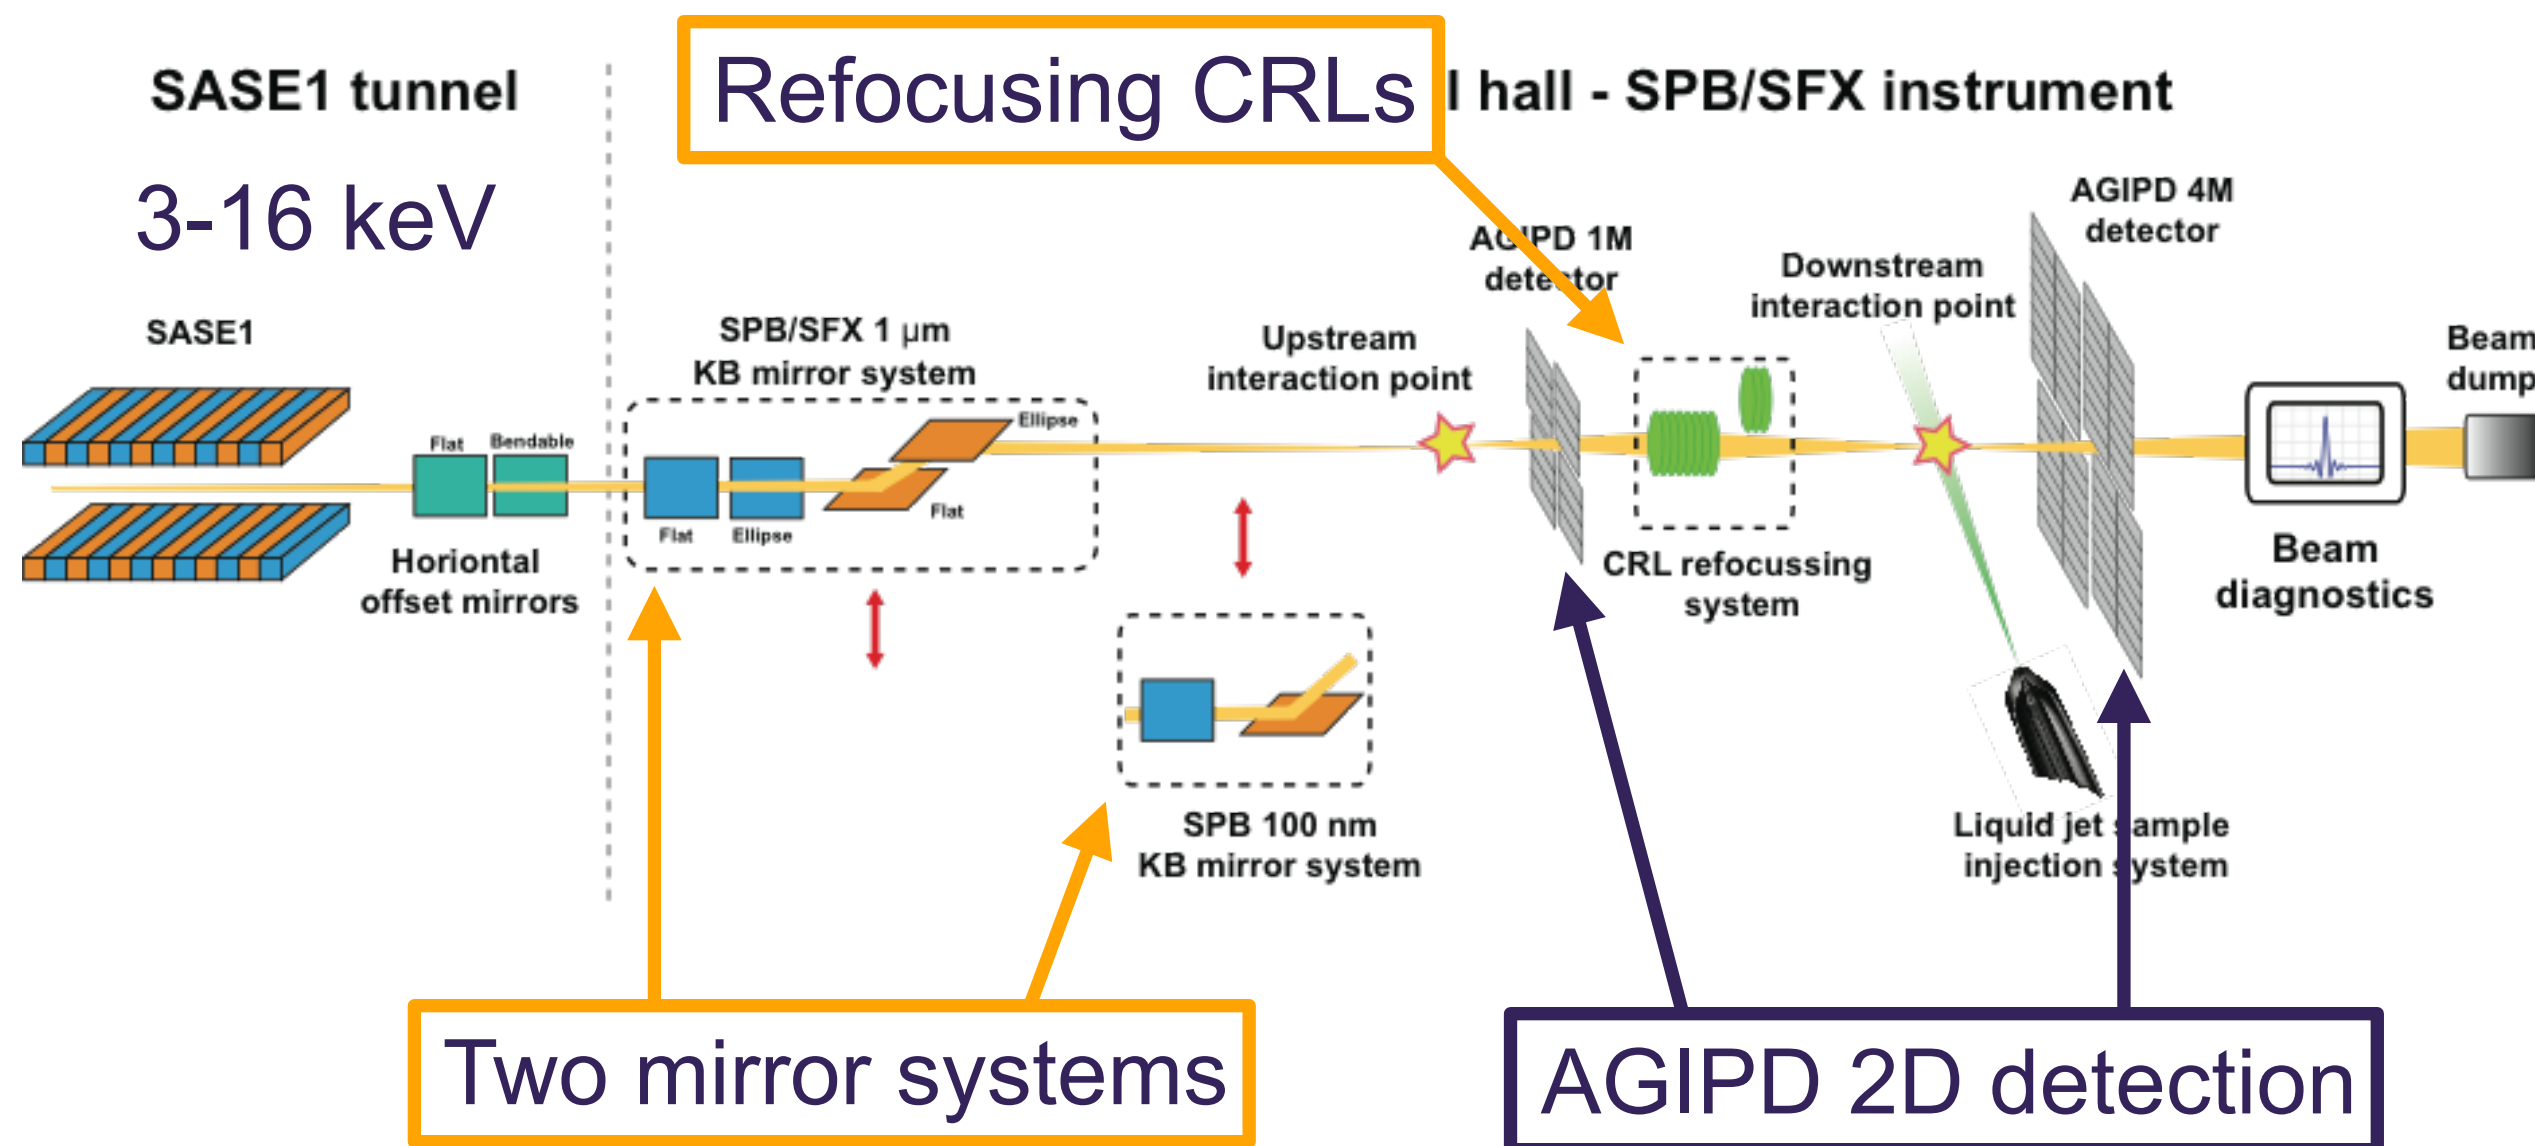 SASE1 tunnel
Refocusing CRLs
l hall - SPB/SFX instrument
3-16 keV
SASE1
Flat
Bendable
Horiontal
offset mirrors
SPB/SFX 1 μm
KB mirror system
Flat
Ellipse
Flat
Ellipse
Upstream
interaction point
AGIPD 1M
detector
CRL refocussing
system
Downstream
interaction point
AGIPD 4M
detector
Beam
dump
Beam
diagnostics
SPB 100 nm
KB mirror system
Liquid jet sample
injection system
Two mirror systems
AGIPD 2D detection